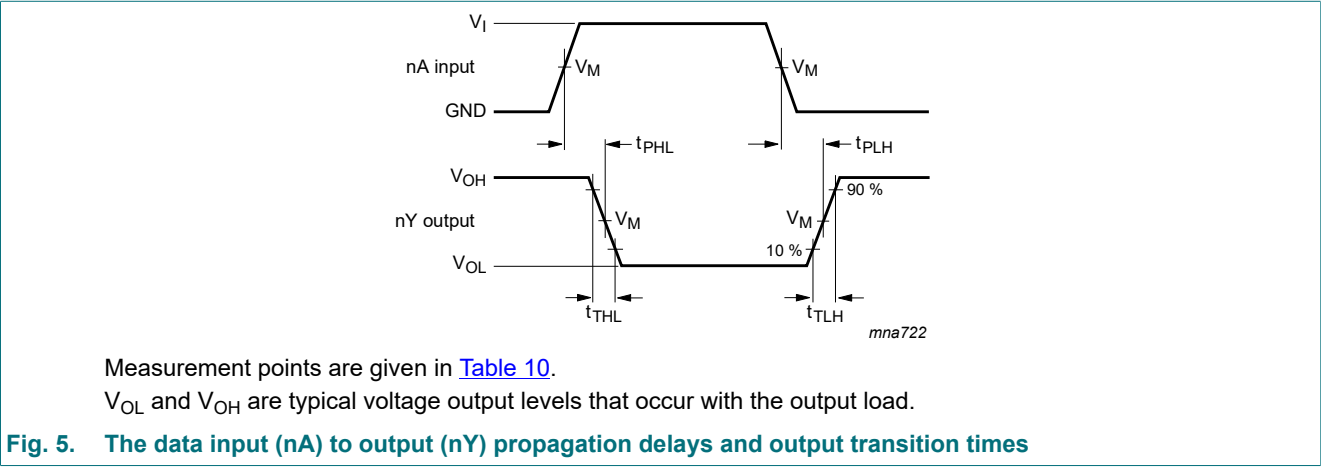 VI
nA input
VM
VM
GND
tPHL
tPLH
VOH
90 %
nY output
VM
VM
10 %
VOL
tTHL
tTLH
mna722
Measurement points are given in Table 10.
VOL and VOH are typical voltage output levels that occur with the output load.
Fig. 5. The data input (nA) to output (nY) propagation delays and output transition times